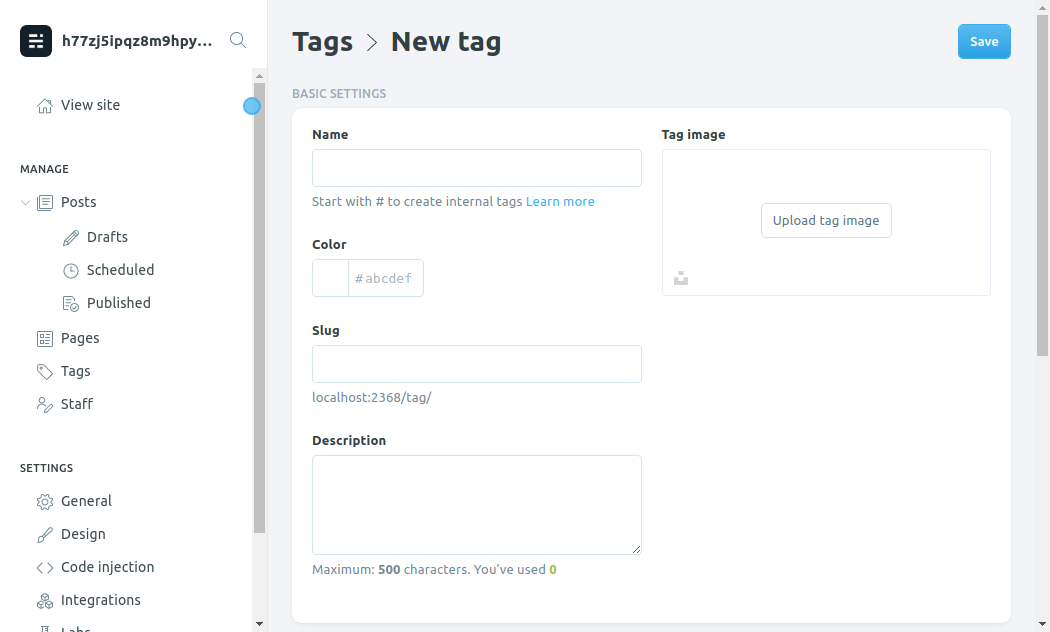 h77zj5ipqz8m9hpy...
View site
MANAGE
Posts
Drafts
Scheduled
Published
Pages
Tags
Staff
SETTINGS
General
Design
Code injection
Integrations
Labs
Tags > New tag
Save
BASIC SETTINGS
Name
Start with # to create internal tags Learn more
Color
#abcdef
Slug
localhost:2368/tag/
Description
Maximum: 500 characters. You’ve used 0
Tag image
Upload tag image